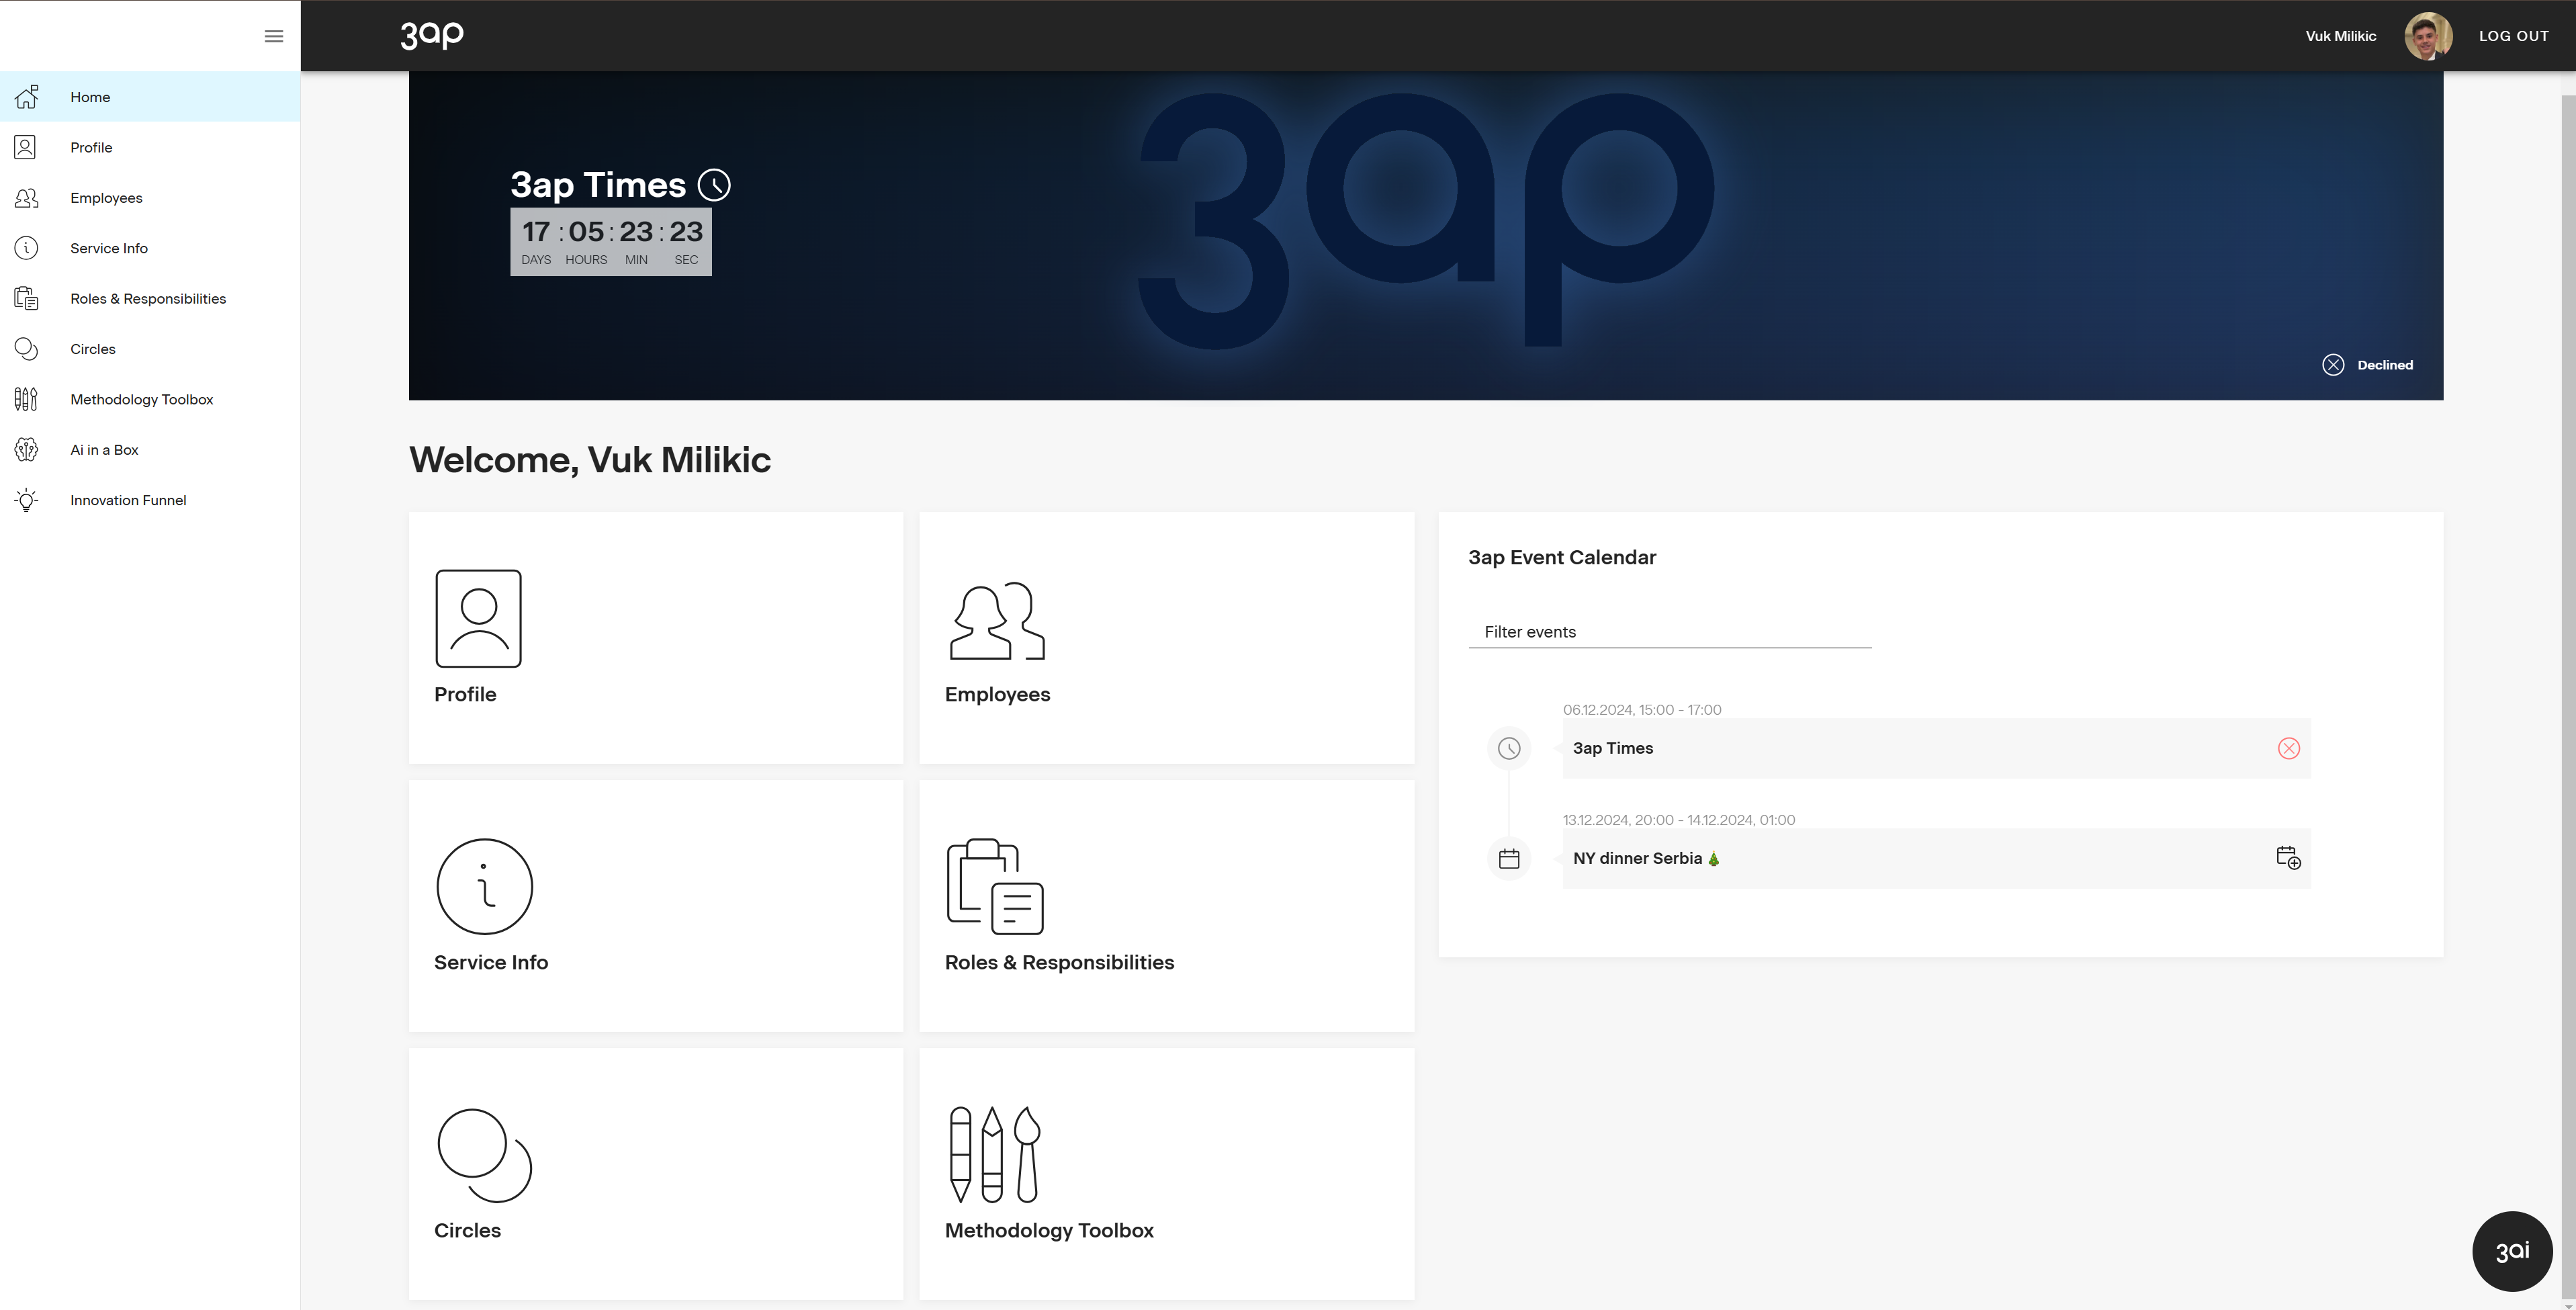 3ap
Vuk Milikic
LOG OUT
Home
Profile
Employees
Service Info
Roles & Responsibilities
Circles
Methodology Toolbox
Ai in a Box
Innovation Funnel
3ap
3ap Times
17 : 05 : 23 : 23
DAYS HOURS MIN SEC
Declined
Welcome, Vuk Milikic
Profile
Employees
Service Info
Roles & Responsibilities
Circles
Methodology Toolbox
3ap Event Calendar
Filter events
06.12.2024, 15:00 - 17:00
3ap Times
13.12.2024, 20:00 - 14.12.2024, 01:00
NY dinner Serbia 🎄
3ai